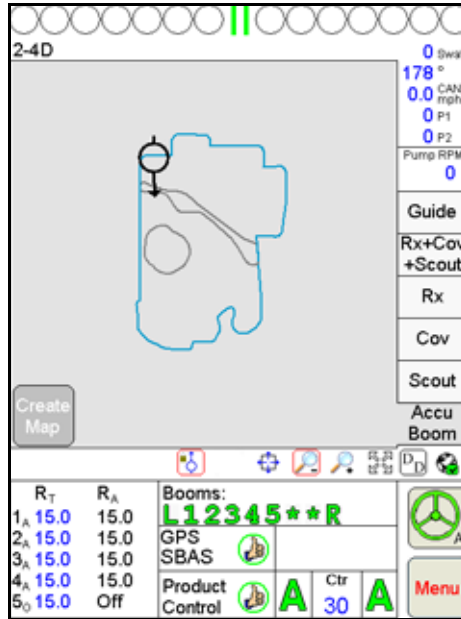 2-4D
0 Swat
178 °
0.0 CAN mph
0 P1
0 P2
Pump RPM
0
Guide
Rx+Cov
+Scout
Rx
Cov
Scout
Accu
Boom
Create
Map
DD
RT RA
1A 15.0 15.0
2A 15.0 15.0
3A 15.0 15.0
4A 15.0 15.0
5O 15.0 Off
Booms:
L12345**R
GPS
SBAS
Product
Control
A
Ctr
30
A
A
Menu